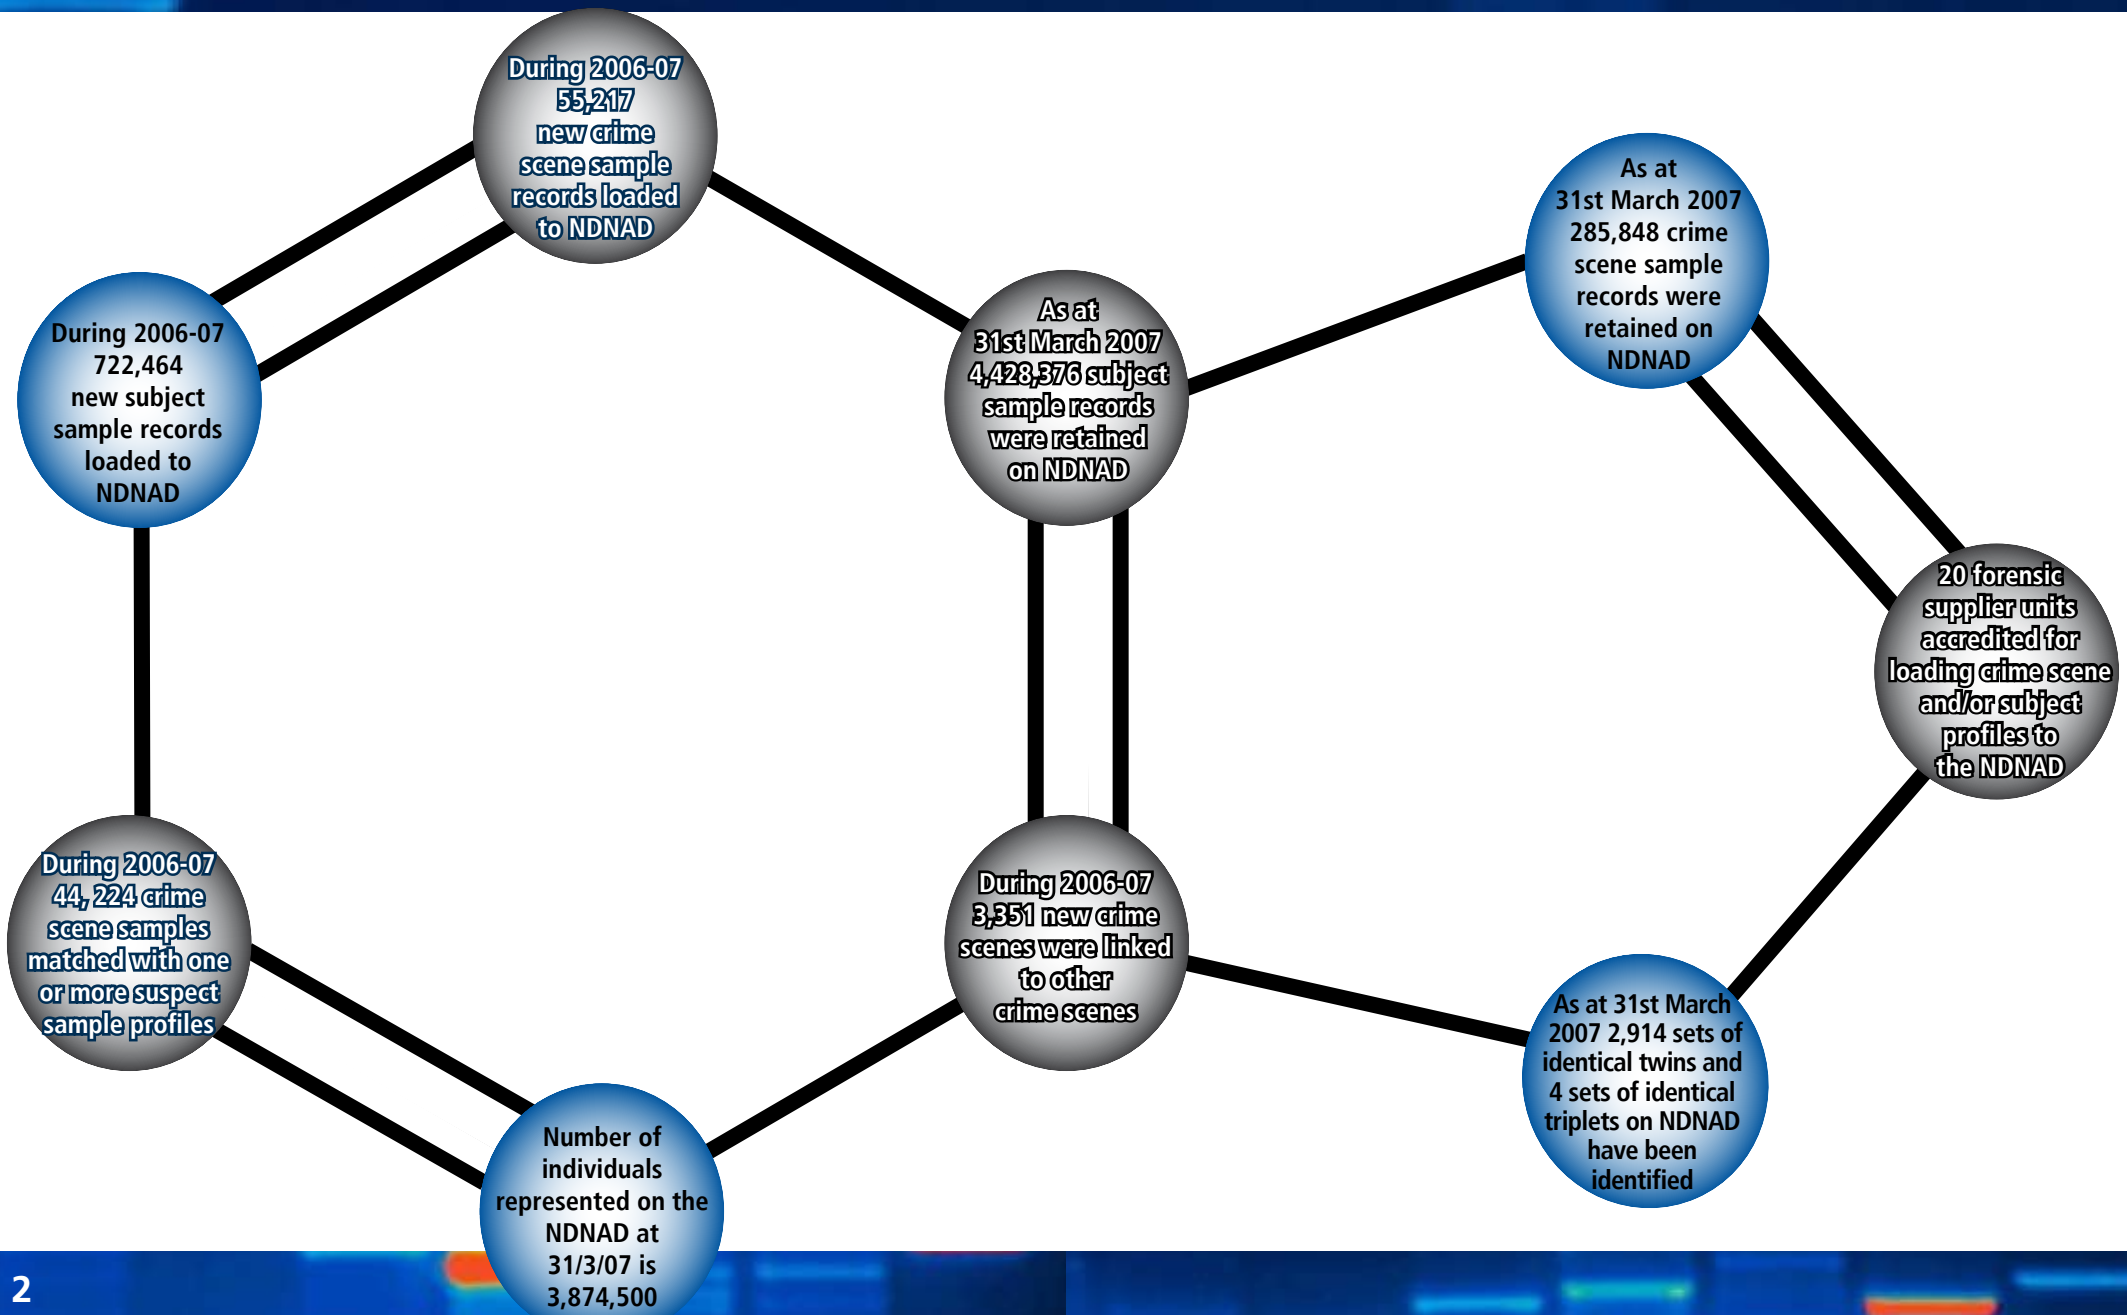 During 2006-07
55,217
new crime
scene sample
records loaded
to NDNAD
As at
31st March 2007
285,848 crime
scene sample
records were
retained on
NDNAD
During 2006-07
722,464
new subject
sample records
loaded to
NDNAD
As at
31st March 2007
4,428,376 subject
sample records
were retained
on NDNAD
20 forensic
supplier units
accredited for
loading crime scene
and/or subject
profiles to
the NDNAD
During 2006-07
44, 224 crime
scene samples
matched with one
or more suspect
sample profiles
During 2006-07
3,351 new crime
scenes were linked
to other
crime scenes
As at 31st March
2007 2,914 sets of
identical twins and
4 sets of identical
triplets on NDNAD
have been
identified
Number of
individuals
represented on the
NDNAD at
31/3/07 is
3,874,500
2